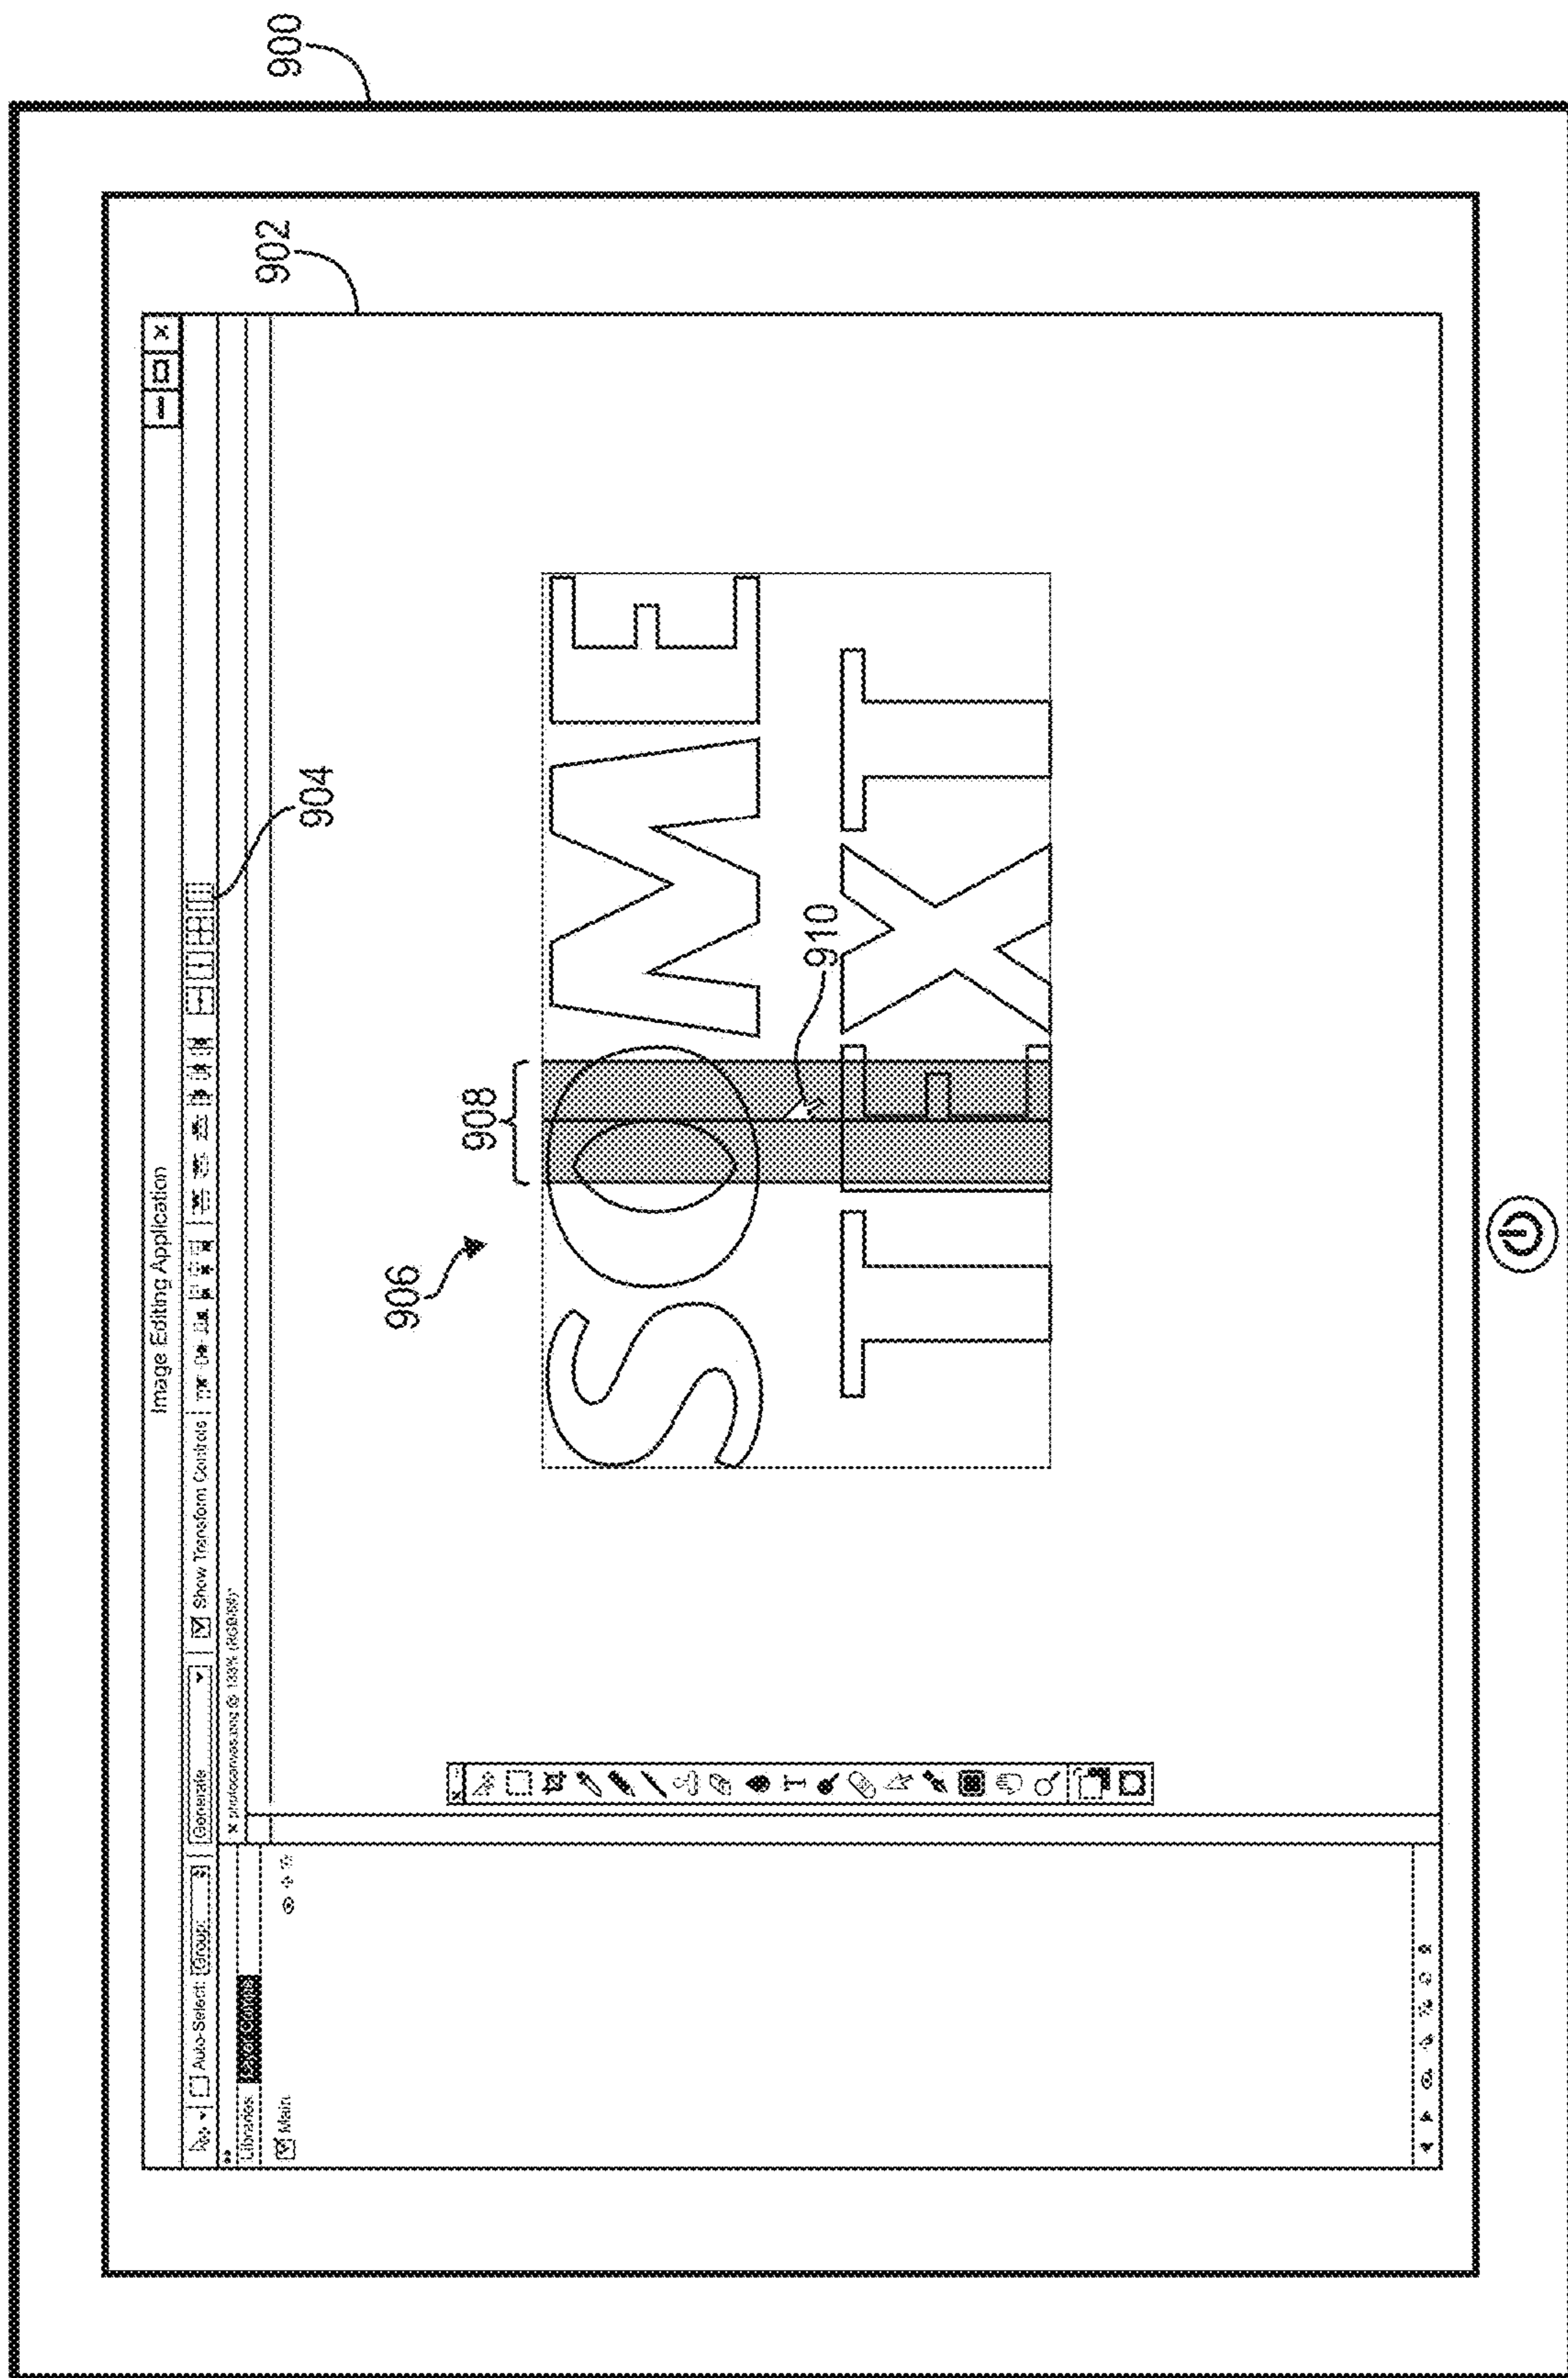 900
902
Image Editing Application
Auto-Select: Group
Generate
Show Transform Controls
904
Libraries
Main
906
908
SOME
910
TEXT